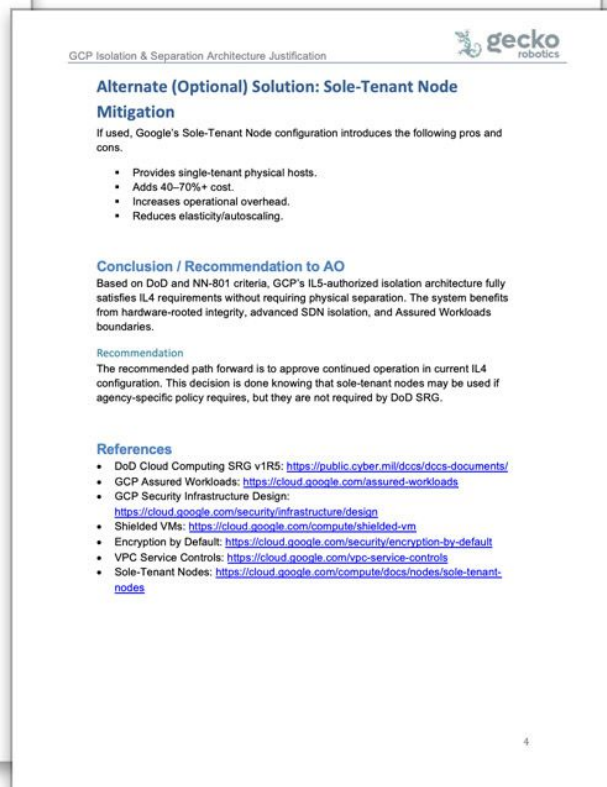 GCP Isolation & Separation Architecture Justification
gecko
robotics
Alternate (Optional) Solution: Sole-Tenant Node
Mitigation
If used, Google's Sole-Tenant Node configuration introduces the following pros and
cons.
▪ Provides single-tenant physical hosts.
▪ Adds 40–70%+ cost.
▪ Increases operational overhead.
▪ Reduces elasticity/autoscaling.
Conclusion / Recommendation to AO
Based on DoD and NN-801 criteria, GCP's IL5-authorized isolation architecture fully
satisfies IL4 requirements without requiring physical separation. The system benefits
from hardware-rooted integrity, advanced SDN isolation, and Assured Workloads
boundaries.
Recommendation
The recommended path forward is to approve continued operation in current IL4
configuration. This decision is done knowing that sole-tenant nodes may be used if
agency-specific policy requires, but they are not required by DoD SRG.
References
• DoD Cloud Computing SRG v1R5: https://public.cyber.mil/dccs/dccs-documents/
• GCP Assured Workloads: https://cloud.google.com/assured-workloads
• GCP Security Infrastructure Design:
https://cloud.google.com/security/infrastructure/design
• Shielded VMs: https://cloud.google.com/compute/shielded-vm
• Encryption by Default: https://cloud.google.com/security/encryption-by-default
• VPC Service Controls: https://cloud.google.com/vpc-service-controls
• Sole-Tenant Nodes: https://cloud.google.com/compute/docs/nodes/sole-tenant-
nodes
4